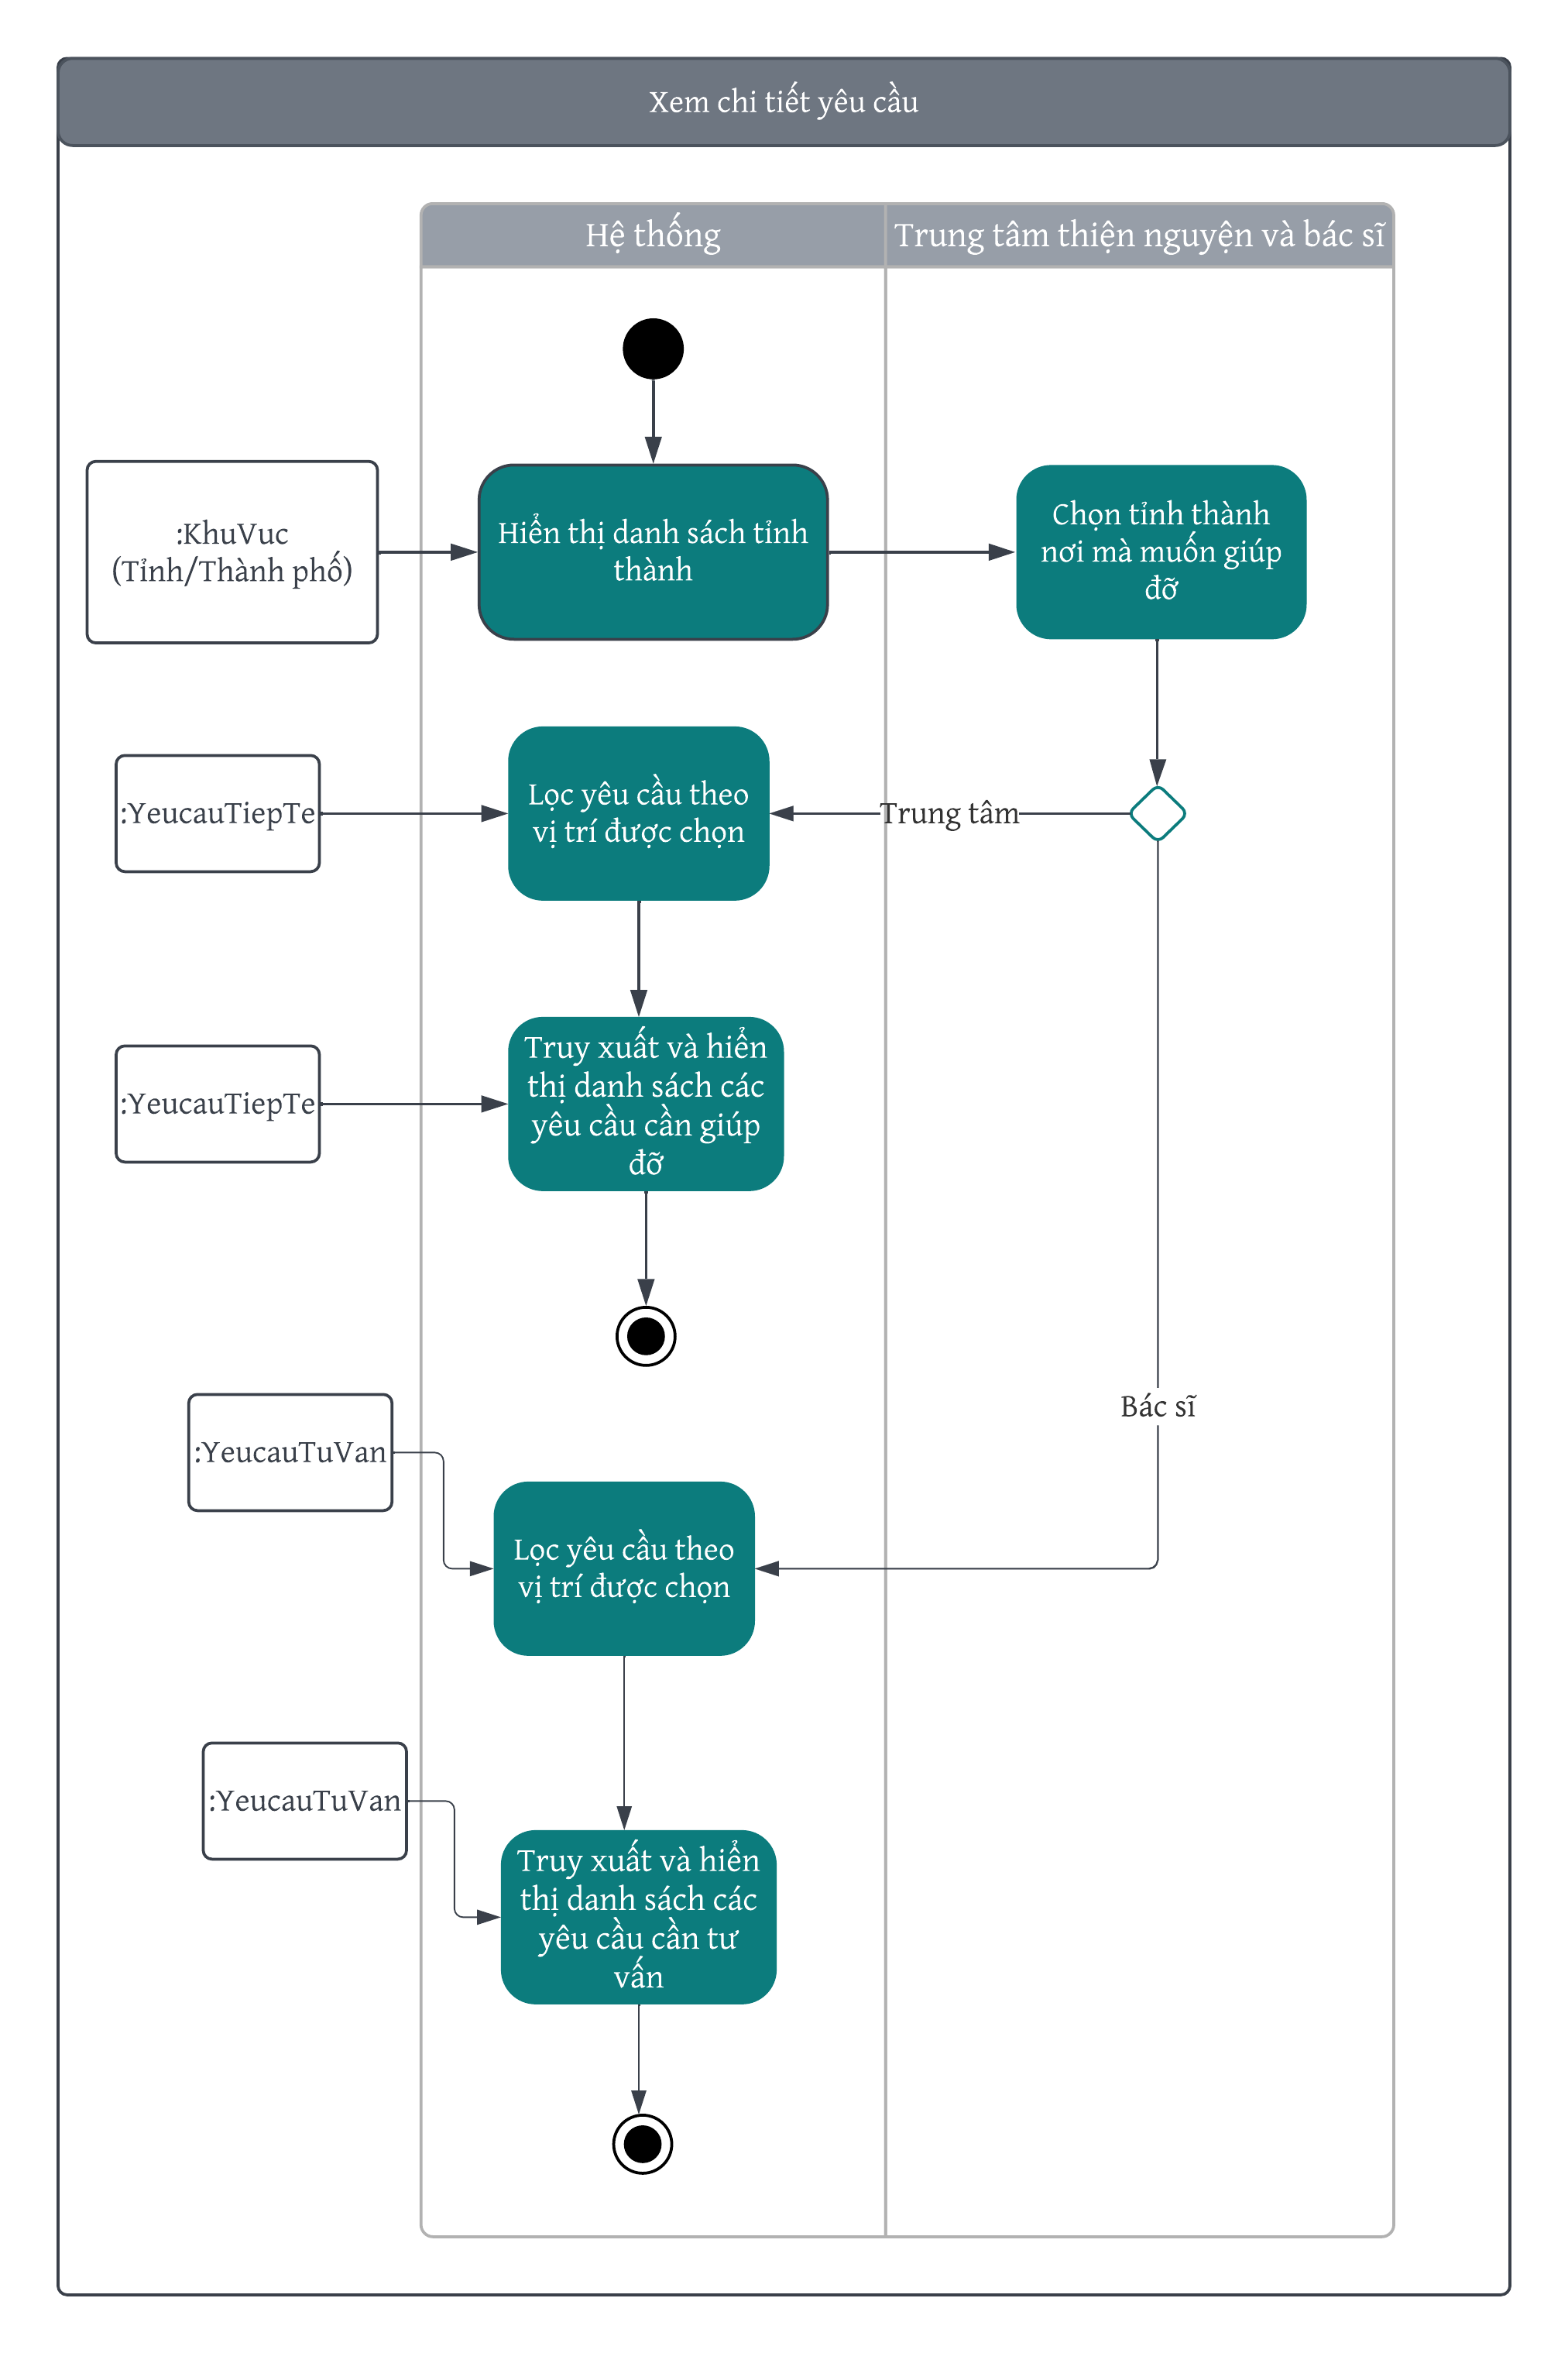 Xem chi tiết yêu cầu
Hệ thống
Trung tâm thiện nguyện và bác sĩ
:KhuVuc
(Tỉnh/Thành phố)
Hiển thị danh sách tỉnh
thành
Chọn tỉnh thành
nơi mà muốn giúp
đỡ
:YeucauTiepTe
Lọc yêu cầu theo
vị trí được chọn
Trung tâm
:YeucauTiepTe
Truy xuất và hiển
thị danh sách các
yêu cầu cần giúp
đỡ
Bác sĩ
:YeucauTuVan
Lọc yêu cầu theo
vị trí được chọn
:YeucauTuVan
Truy xuất và hiển
thị danh sách các
yêu cầu cần tư
vấn